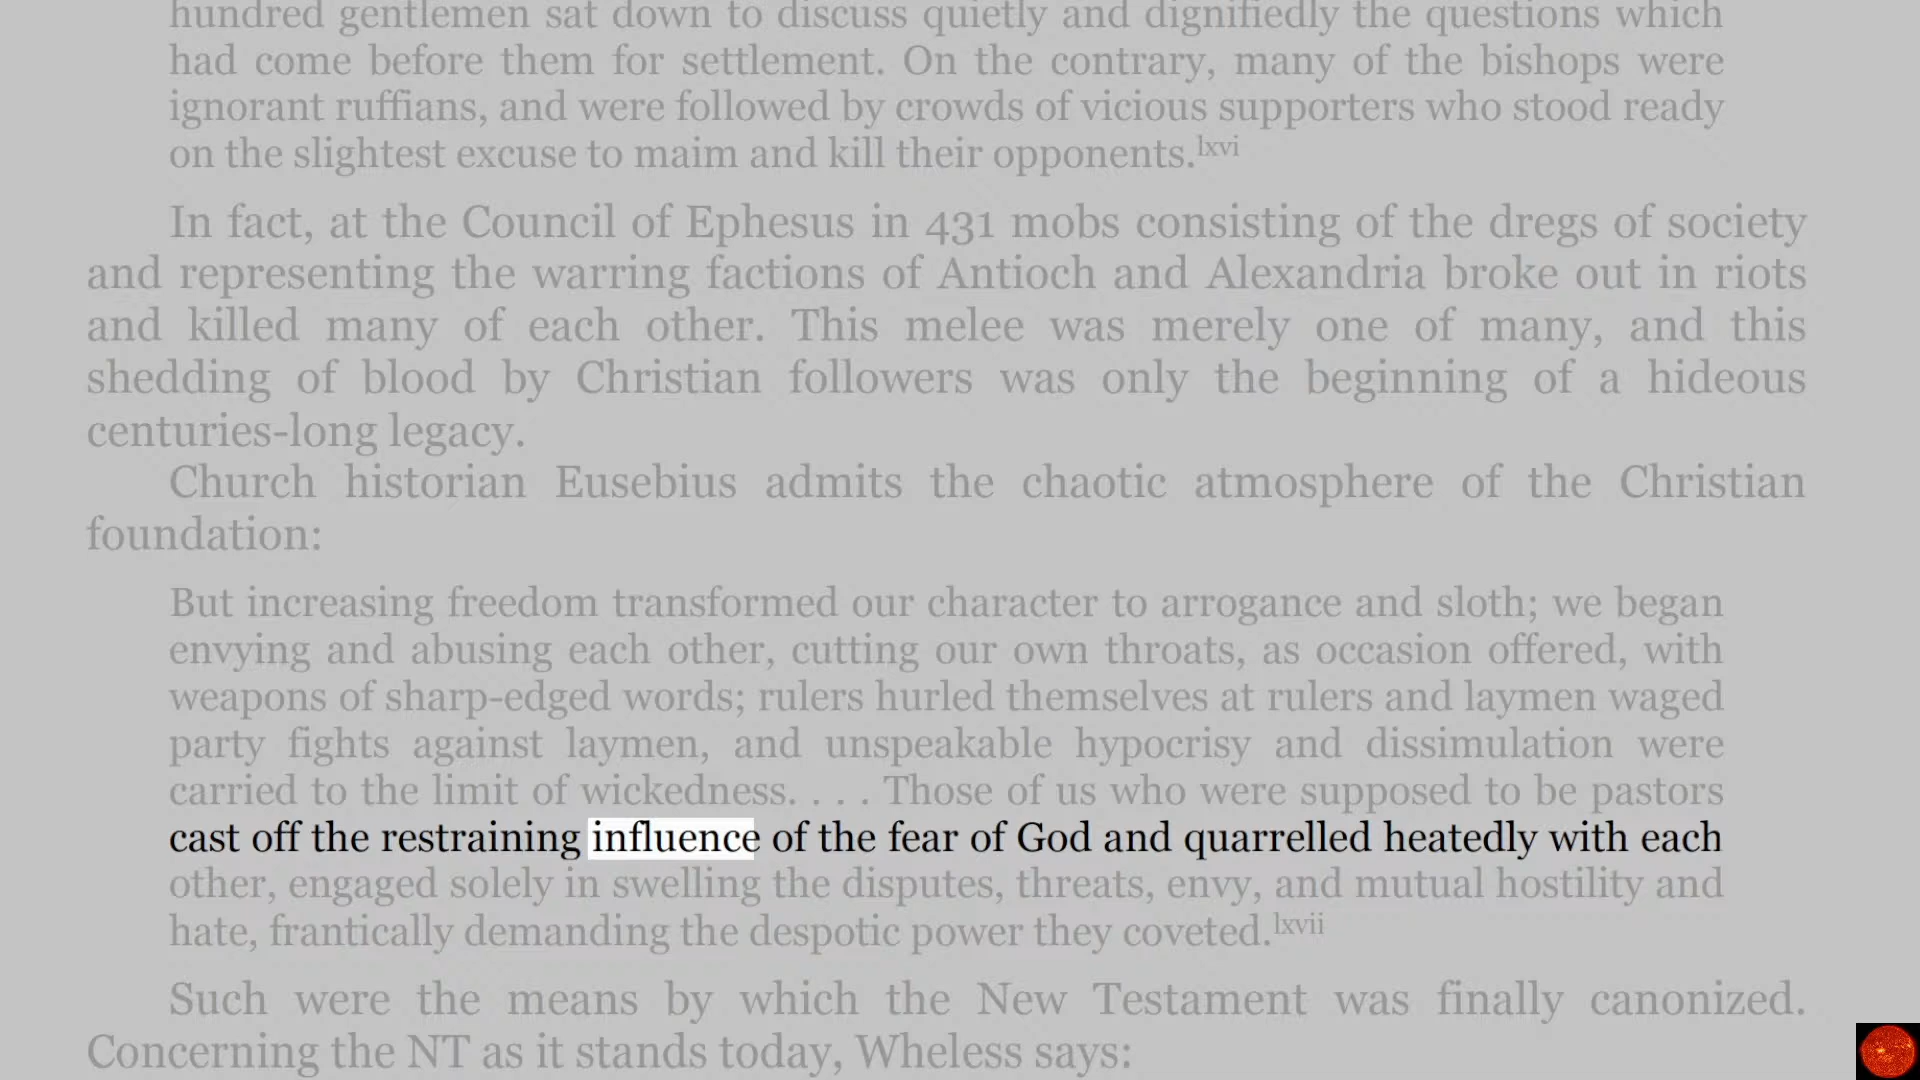 hundred gentlemen sat down to discuss quietly and dignifiedly the questions which
had come before them for settlement. On the contrary, many of the bishops were
ignorant ruffians, and were followed by crowds of vicious supporters who stood ready
on the slightest excuse to maim and kill their opponents.lxvi
In fact, at the Council of Ephesus in 431 mobs consisting of the dregs of society
and representing the warring factions of Antioch and Alexandria broke out in riots
and killed many of each other. This melee was merely one of many, and this
shedding of blood by Christian followers was only the beginning of a hideous
centuries-long legacy.
Church historian Eusebius admits the chaotic atmosphere of the Christian
foundation:
But increasing freedom transformed our character to arrogance and sloth; we began
envying and abusing each other, cutting our own throats, as occasion offered, with
weapons of sharp-edged words; rulers hurled themselves at rulers and laymen waged
party fights against laymen, and unspeakable hypocrisy and dissimulation were
carried to the limit of wickedness. . . . Those of us who were supposed to be pastors
cast off the restraining influence of the fear of God and quarrelled heatedly with each
other, engaged solely in swelling the disputes, threats, envy, and mutual hostility and
hate, frantically demanding the despotic power they coveted.lxvii
Such were the means by which the New Testament was finally canonized.
Concerning the NT as it stands today, Wheless says: